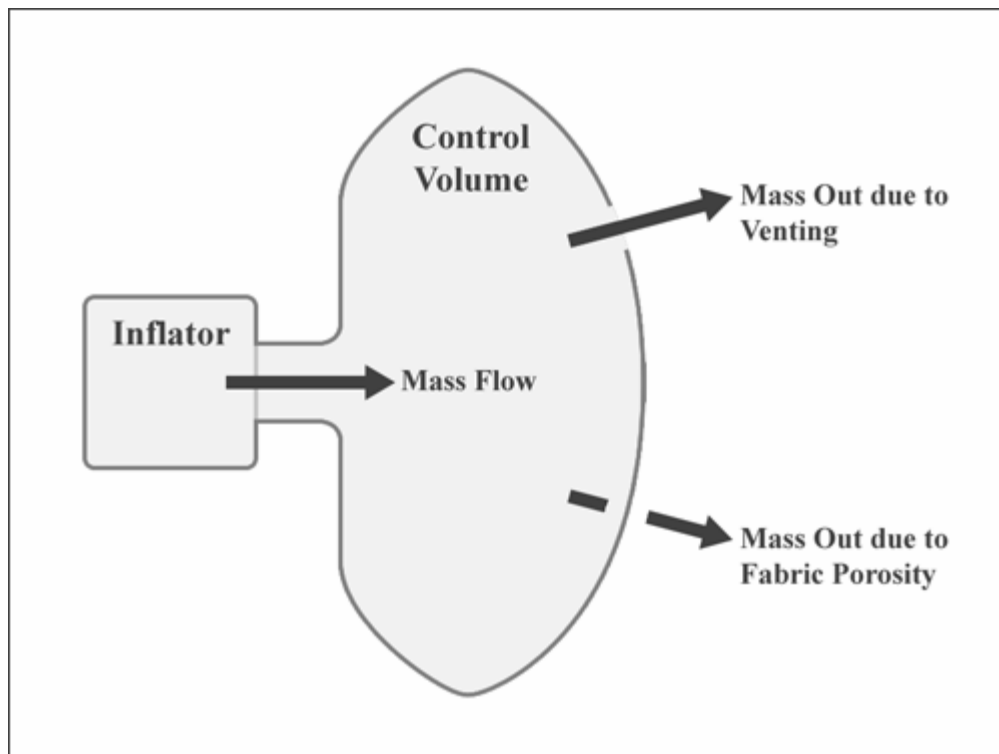 Control
Volume
Mass Out due to
Venting
Inflator
Mass Flow
Mass Out due to
Fabric Porosity